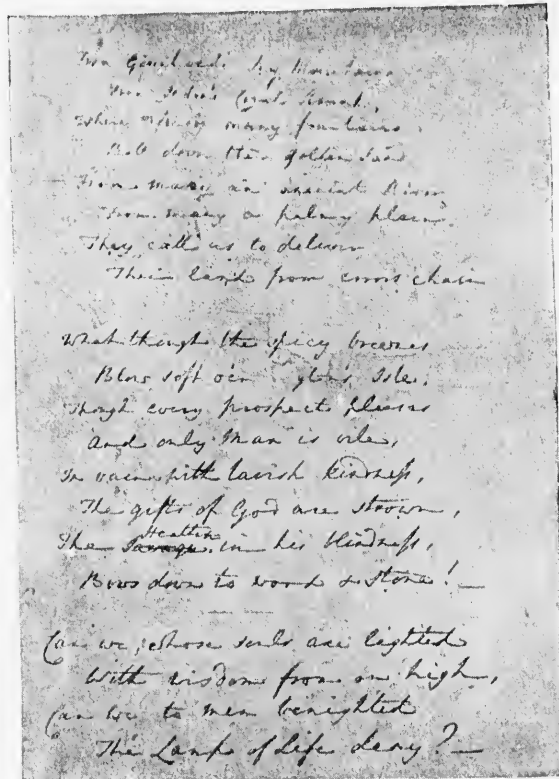 From Greenland's Icy Mountains
From India's Coral strand,
Where Afric's many fountains
Roll down their golden Sand
From many an ancient River
From many a palmy plain
They call us to deliver
Their land from errors chain
What though the spicy breezes
Blow soft o'er Isle;
Though every prospect pleases
And only Man is vile,
In vain with lavish kindness,
The gifts of God are strown,
Heathen
The Savage in his blindness,
Bows down to wood & stone! —
Can we, whose souls are lighted
With wisdom from on high,
Can we to men benighted
The Lamp of Life deny? —